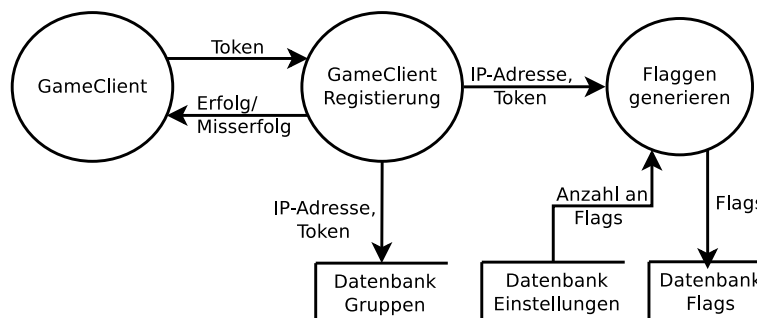 Token
GameClient
GameClient
Registierung
IP-Adresse,
Token
Flaggen
generieren
Erfolg/
Misserfolg
IP-Adresse,
Token
Anzahl an
Flags
Flags
Datenbank
Gruppen
Datenbank
Einstellungen
Datenbank
Flags